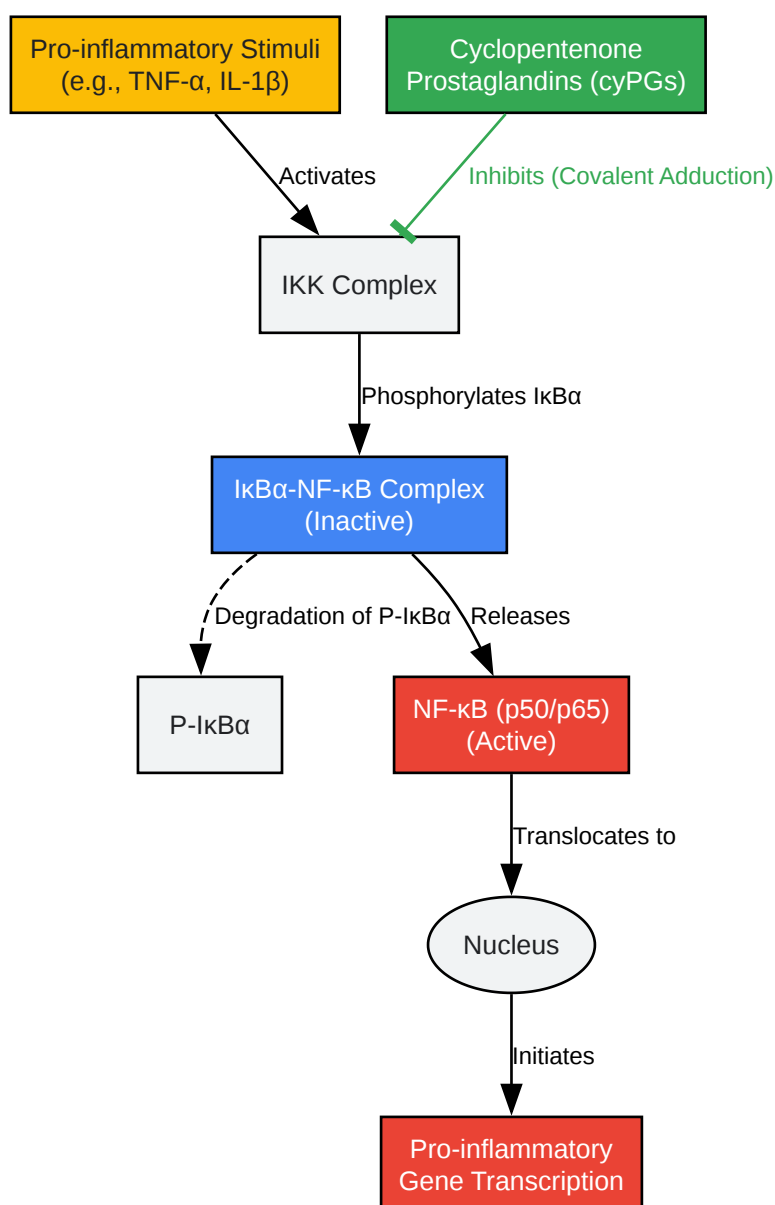 Pro-inflammatory Stimuli
(e.g., TNF-α, IL-1β)
Cyclopentenone
Prostaglandins (cyPGs)
Activates
Inhibits (Covalent Adduction)
IKK Complex
Phosphorylates IκBα
IκBα-NF-κB Complex
(Inactive)
Degradation of P-IκBα
Releases
P-IκBα
NF-κB (p50/p65)
(Active)
Translocates to
Nucleus
Initiates
Pro-inflammatory
Gene Transcription